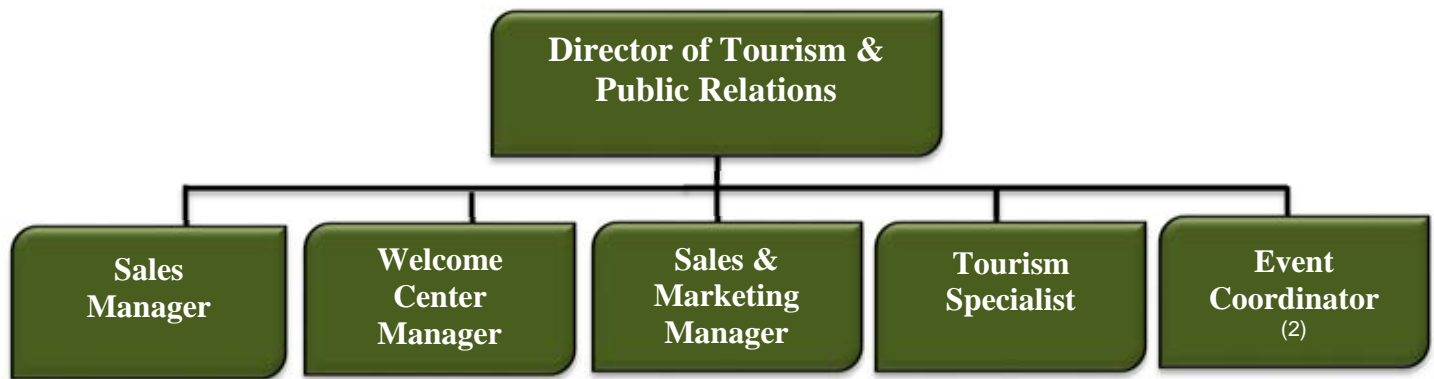 Director of Tourism &
Public Relations
Sales
Manager
Welcome
Center
Manager
Sales &
Marketing
Manager
Tourism
Specialist
Event
Coordinator
(2)